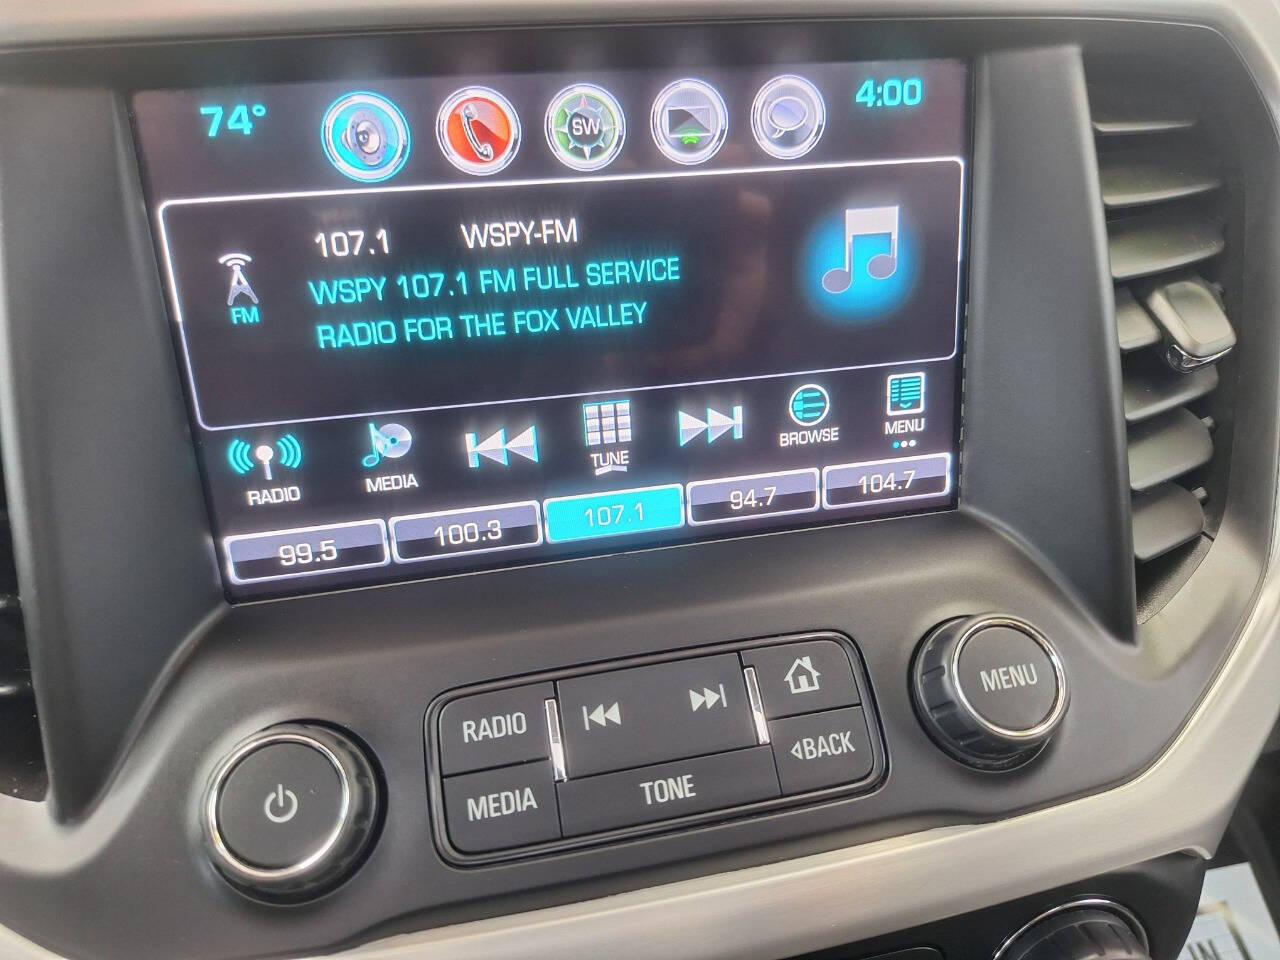 74° SW 4:00
107.1 WSPY-FM
WSPY 107.1 FM FULL SERVICE
FM
RADIO FOR THE FOX VALLEY
RADIO MEDIA TUNE BROWSE MENU
99.5 100.3 107.1 94.7 104.7
RADIO MENU
BACK
MEDIA TONE
IN